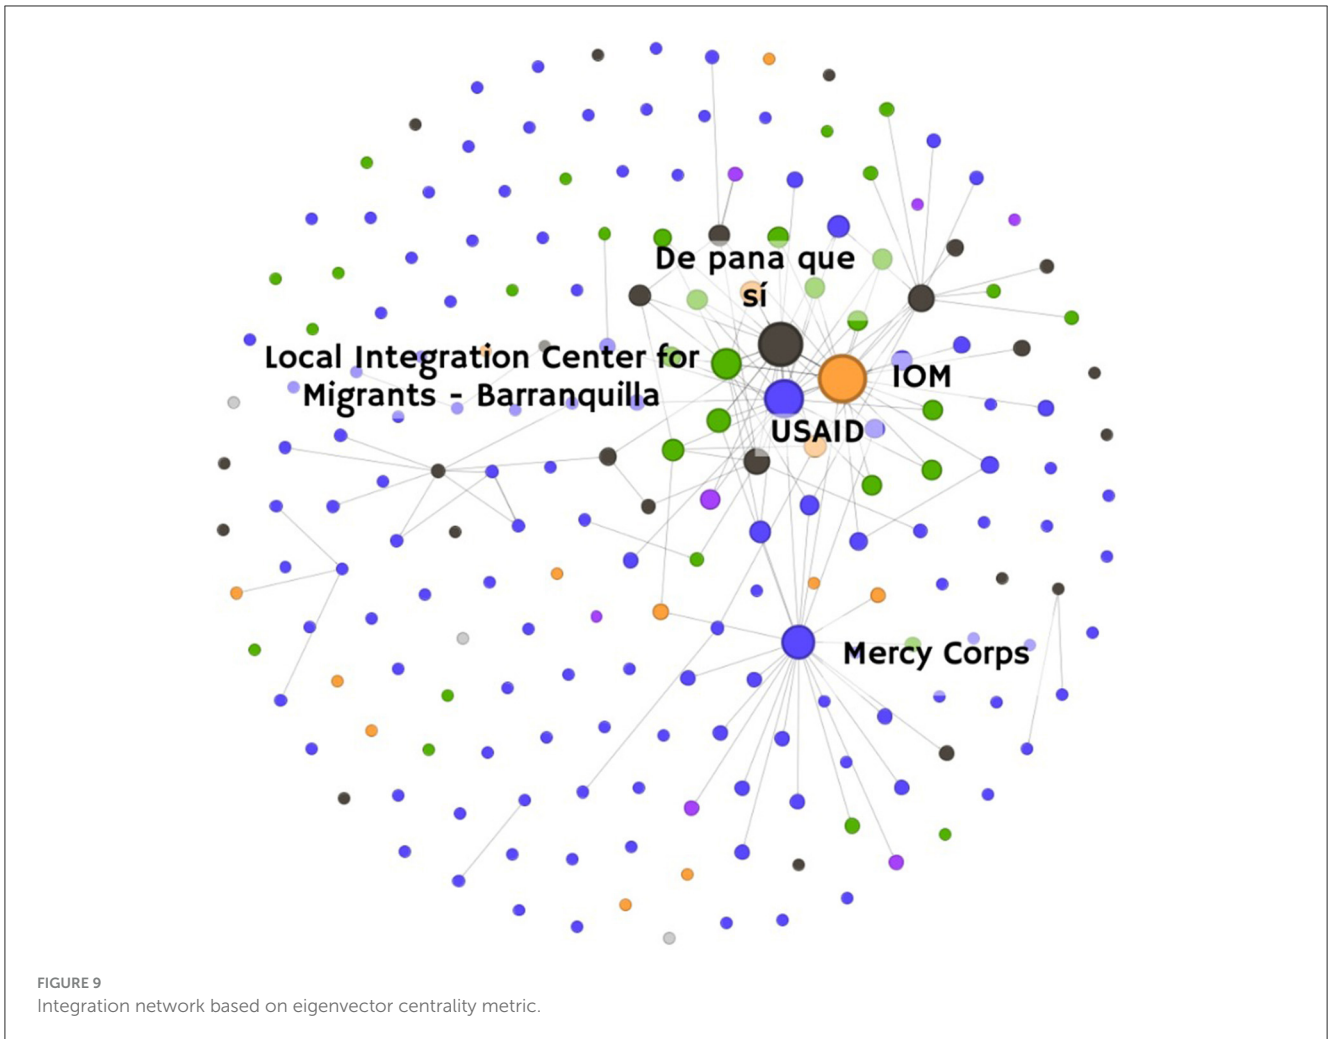 De pana que
sí
Local Integration Center for
Migrants - Barranquilla
IOM
USAID
Mercy Corps
FIGURE 9
Integration network based on eigenvector centrality metric.